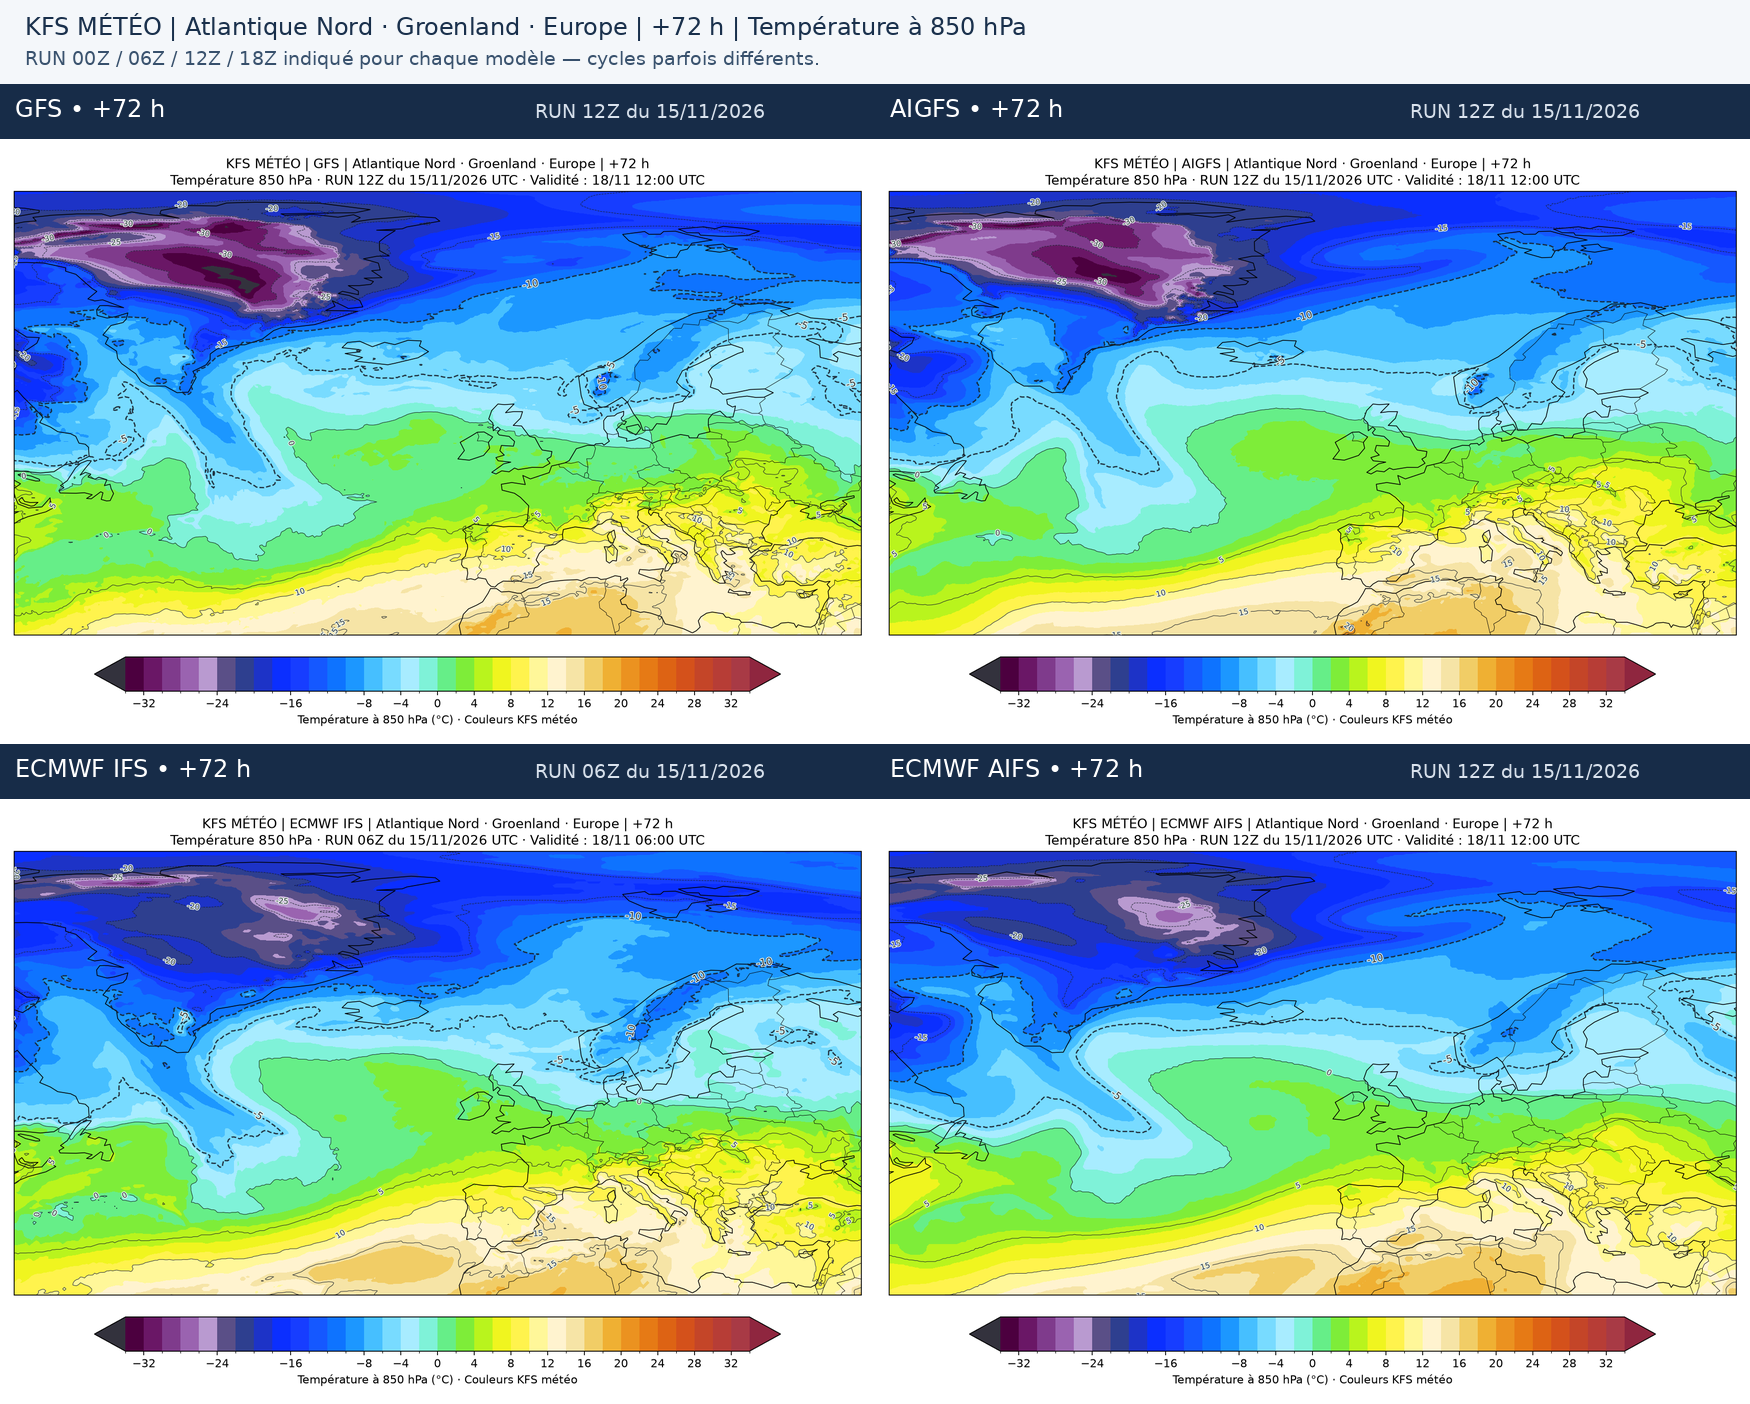 KFS MÉTÉO | Atlantique Nord · Groenland · Europe | +72 h | Température à 850 hPa
RUN 00Z / 06Z / 12Z / 18Z indiqué pour chaque modèle — cycles parfois différents.
GFS • +72 h
RUN 12Z du 15/11/2026
AIGFS • +72 h
RUN 12Z du 15/11/2026
KFS MÉTÉO | GFS | Atlantique Nord · Groenland · Europe | +72 h
Température 850 hPa · RUN 12Z du 15/11/2026 UTC · Validité : 18/11 12:00 UTC
KFS MÉTÉO | AIGFS | Atlantique Nord · Groenland · Europe | +72 h
Température 850 hPa · RUN 12Z du 15/11/2026 UTC · Validité : 18/11 12:00 UTC
−32 −24 −16 −8 −4 0 4 8 12 16 20 24 28 32
Température à 850 hPa (°C) · Couleurs KFS météo
−32 −24 −16 −8 −4 0 4 8 12 16 20 24 28 32
Température à 850 hPa (°C) · Couleurs KFS météo
ECMWF IFS • +72 h
RUN 06Z du 15/11/2026
ECMWF AIFS • +72 h
RUN 12Z du 15/11/2026
KFS MÉTÉO | ECMWF IFS | Atlantique Nord · Groenland · Europe | +72 h
Température 850 hPa · RUN 06Z du 15/11/2026 UTC · Validité : 18/11 06:00 UTC
KFS MÉTÉO | ECMWF AIFS | Atlantique Nord · Groenland · Europe | +72 h
Température 850 hPa · RUN 12Z du 15/11/2026 UTC · Validité : 18/11 12:00 UTC
−32 −24 −16 −8 −4 0 4 8 12 16 20 24 28 32
Température à 850 hPa (°C) · Couleurs KFS météo
−32 −24 −16 −8 −4 0 4 8 12 16 20 24 28 32
Température à 850 hPa (°C) · Couleurs KFS météo